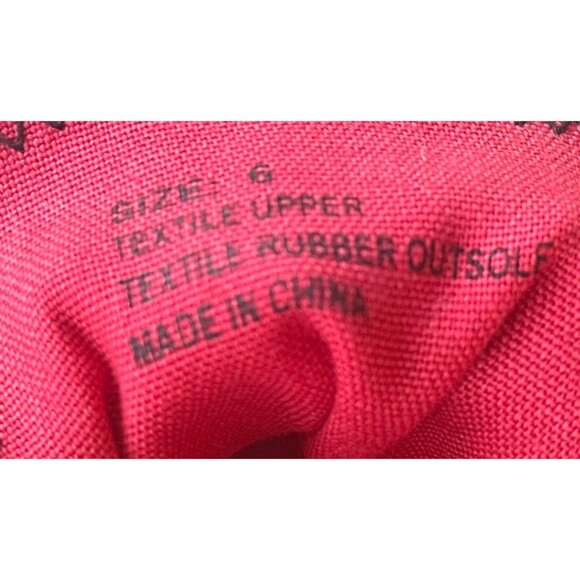 SIZE: 6
TEXTILE UPPER
TEXTILE RUBBER OUTSOLE
MADE IN CHINA